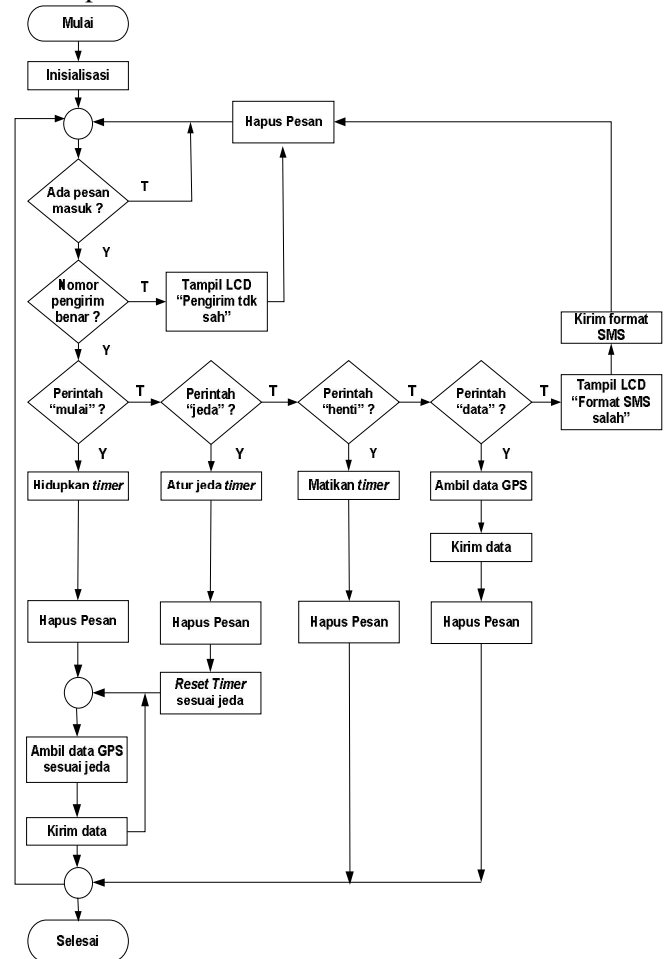 Mulai
Inisialisasi
Hapus Pesan
Ada pesan
masuk ?
T
Y
Nomor
pengirim
benar ?
T
Tampil LCD
“Pengirim tdk
sah”
Y
Kirim format
SMS
Perintah
“mulai” ?
T
Perintah
“jeda” ?
T
Perintah
“henti” ?
T
Perintah
“data” ?
T
Tampil LCD
“Format SMS
salah”
Y
Y
Y
Y
Hidupkan timer
Atur jeda timer
Matikan timer
Ambil data GPS
Kirim data
Hapus Pesan
Hapus Pesan
Hapus Pesan
Hapus Pesan
Reset Timer
sesuai jeda
Ambil data GPS
sesuai jeda
Kirim data
Selesai